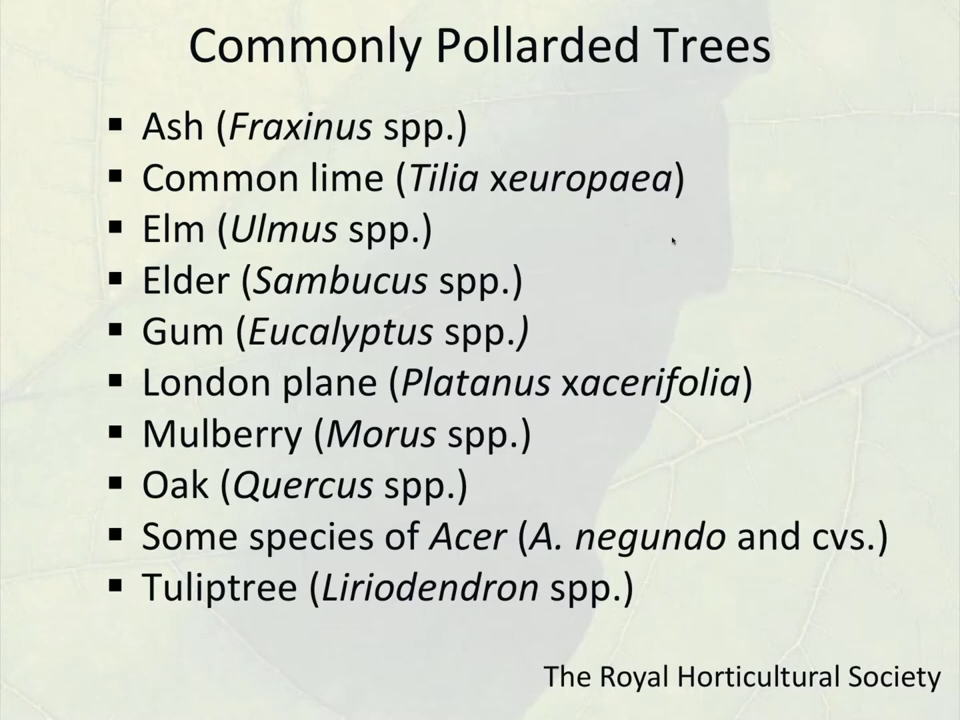 Commonly Pollarded Trees
▪ Ash (Fraxinus spp.)
▪ Common lime (Tilia xeuropaea)
▪ Elm (Ulmus spp.)
▪ Elder (Sambucus spp.)
▪ Gum (Eucalyptus spp.)
▪ London plane (Platanus xacerifolia)
▪ Mulberry (Morus spp.)
▪ Oak (Quercus spp.)
▪ Some species of Acer (A. negundo and cvs.)
▪ Tuliptree (Liriodendron spp.)
The Royal Horticultural Society